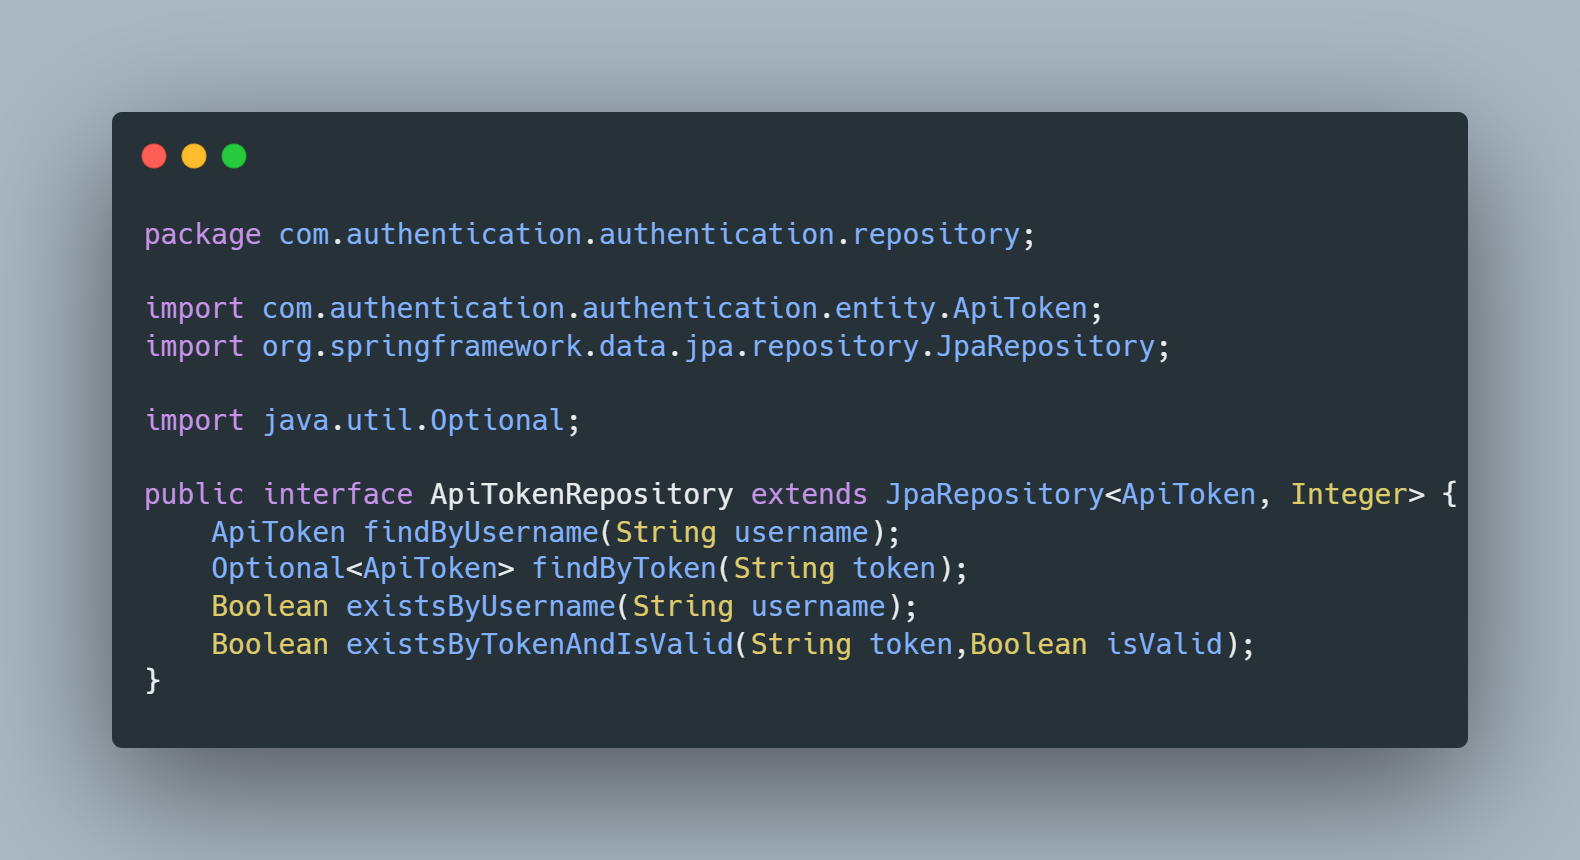 package com.authentication.authentication.repository;
import com.authentication.authentication.entity.ApiToken;
import org.springframework.data.jpa.repository.JpaRepository;
import java.util.Optional;
public interface ApiTokenRepository extends JpaRepository<ApiToken, Integer> {
    ApiToken findByUsername(String username);
    Optional<ApiToken> findByToken(String token);
    Boolean existsByUsername(String username);
    Boolean existsByTokenAndIsValid(String token,Boolean isValid);
}